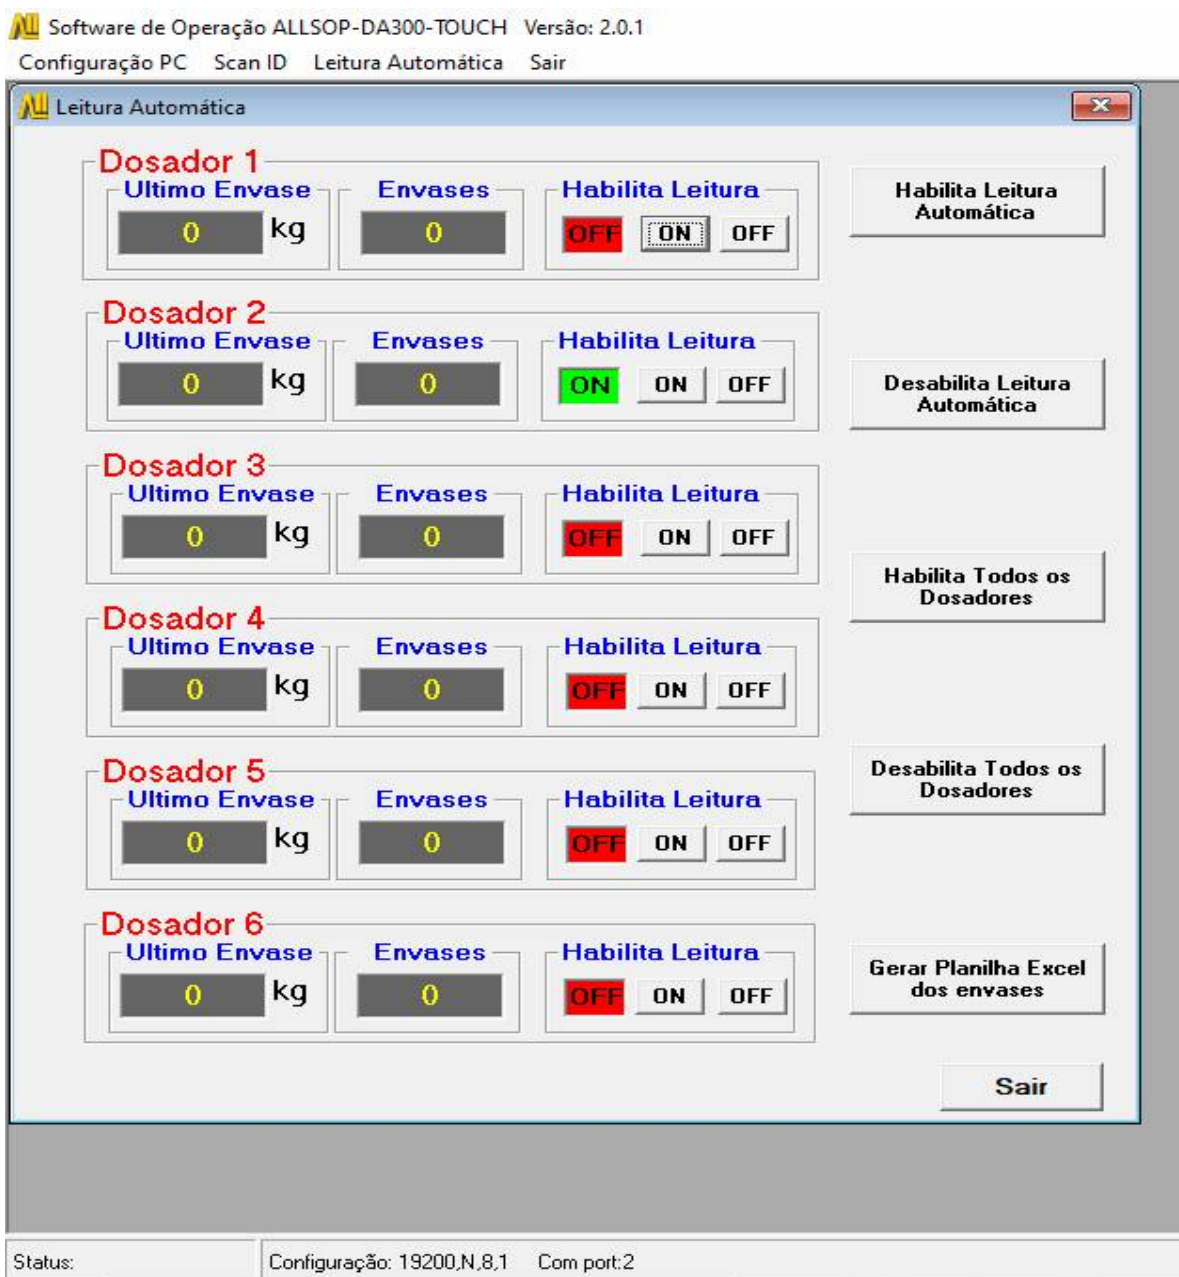 Software de Operação ALLSOP-DA300-TOUCH Versão: 2.0.1
Configuração PC Scan ID Leitura Automática Sair
Leitura Automática
Dosador 1
Ultimo Envase Envases Habilita Leitura
0 kg 0 OFF ON OFF
Habilita Leitura
Automática
Dosador 2
Ultimo Envase Envases Habilita Leitura
0 kg 0 ON ON OFF
Desabilita Leitura
Automática
Dosador 3
Ultimo Envase Envases Habilita Leitura
0 kg 0 OFF ON OFF
Habilita Todos os
Dosadores
Dosador 4
Ultimo Envase Envases Habilita Leitura
0 kg 0 OFF ON OFF
Desabilita Todos os
Dosadores
Dosador 5
Ultimo Envase Envases Habilita Leitura
0 kg 0 OFF ON OFF
Dosador 6
Ultimo Envase Envases Habilita Leitura
0 kg 0 OFF ON OFF
Gerar Planilha Excel
dos envases
Sair
Status: Configuração: 19200,N,8,1 Com port:2